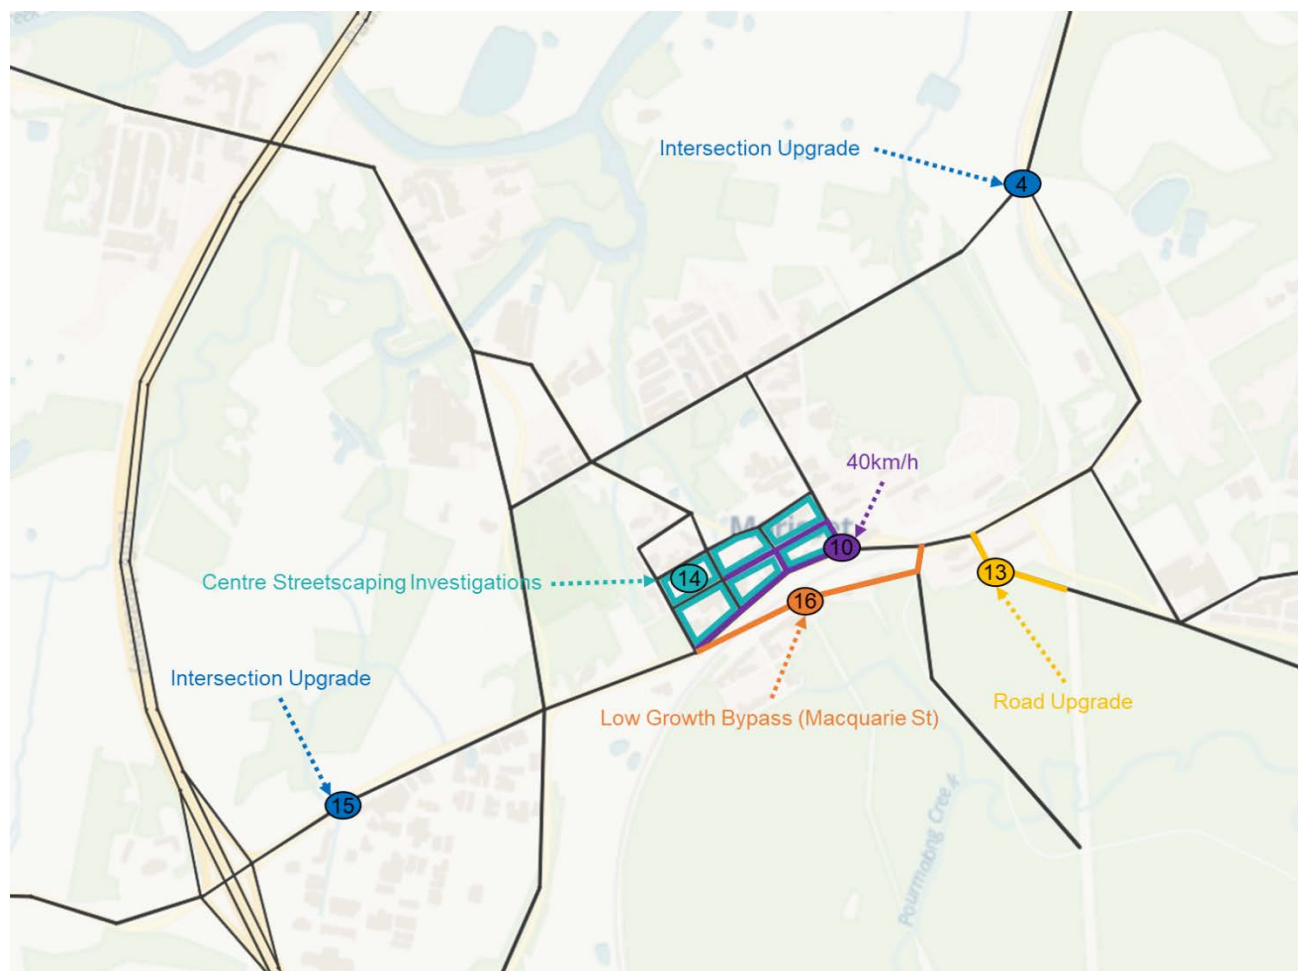 Intersection Upgrade
4
40km/h
10
Centre Streetscaping Investigations
14
13
16
Intersection Upgrade
Road Upgrade
Low Growth Bypass (Macquarie St)
15